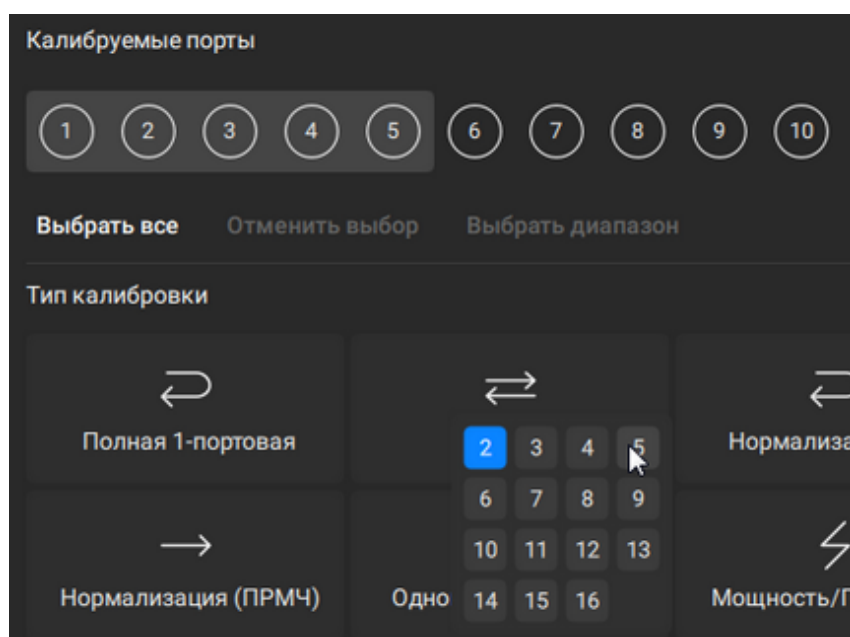 Калибруемые порты
1 2 3 4 5 6 7 8 9 10
Выбрать все Отменить выбор Выбрать диапазон
Тип калибровки
Полная 1-портовая
2 3 4 5
Нормализа
6 7 8 9
10 11 12 13
Нормализация (ПРМЧ)
Одно
14 15 16
Мощность/П